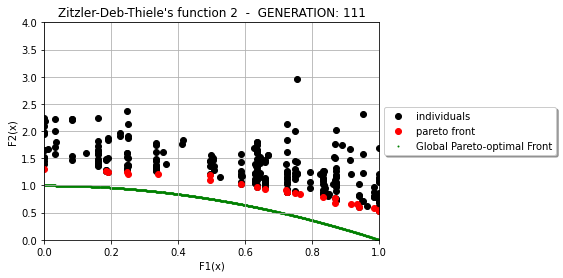 Zitzler-Deb-Thiele's function 2 - GENERATION: 111
4.0
3.5
3.0
2.5
2.0
1.5
1.0
0.5
0.0
F2(x)
0.0 0.2 0.4 0.6 0.8 1.0
F1(x)
individuals
pareto front
Global Pareto-optimal Front